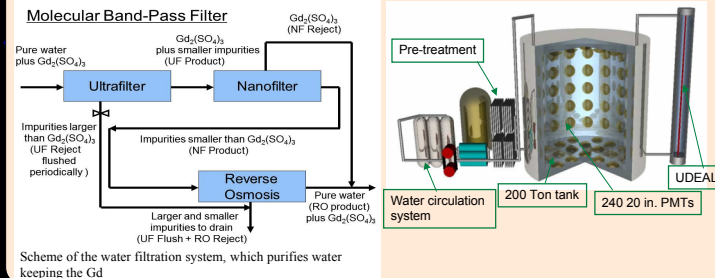 Molecular Band-Pass Filter
Pure water
plus Gd2(SO4)3
Ultrafilter
Gd2(SO4)3
plus smaller impurities
(UF Product)
Nanofilter
Gd2(SO4)3
(NF Reject)
Impurities larger
than Gd2(SO4)3
(UF Reject
flushed
periodically )
Impurities smaller than Gd2(SO4)3
(NF Product)
Reverse
Osmosis
Pure water
(RO product)
plus Gd2(SO4)3
Larger and smaller
impurities to drain
(UF Flush + RO Reject)
Scheme of the water filtration system, which purifies water
keeping the Gd
Pre-treatment
Water circulation
system
200 Ton tank
240 20 in. PMTs
UDEAL